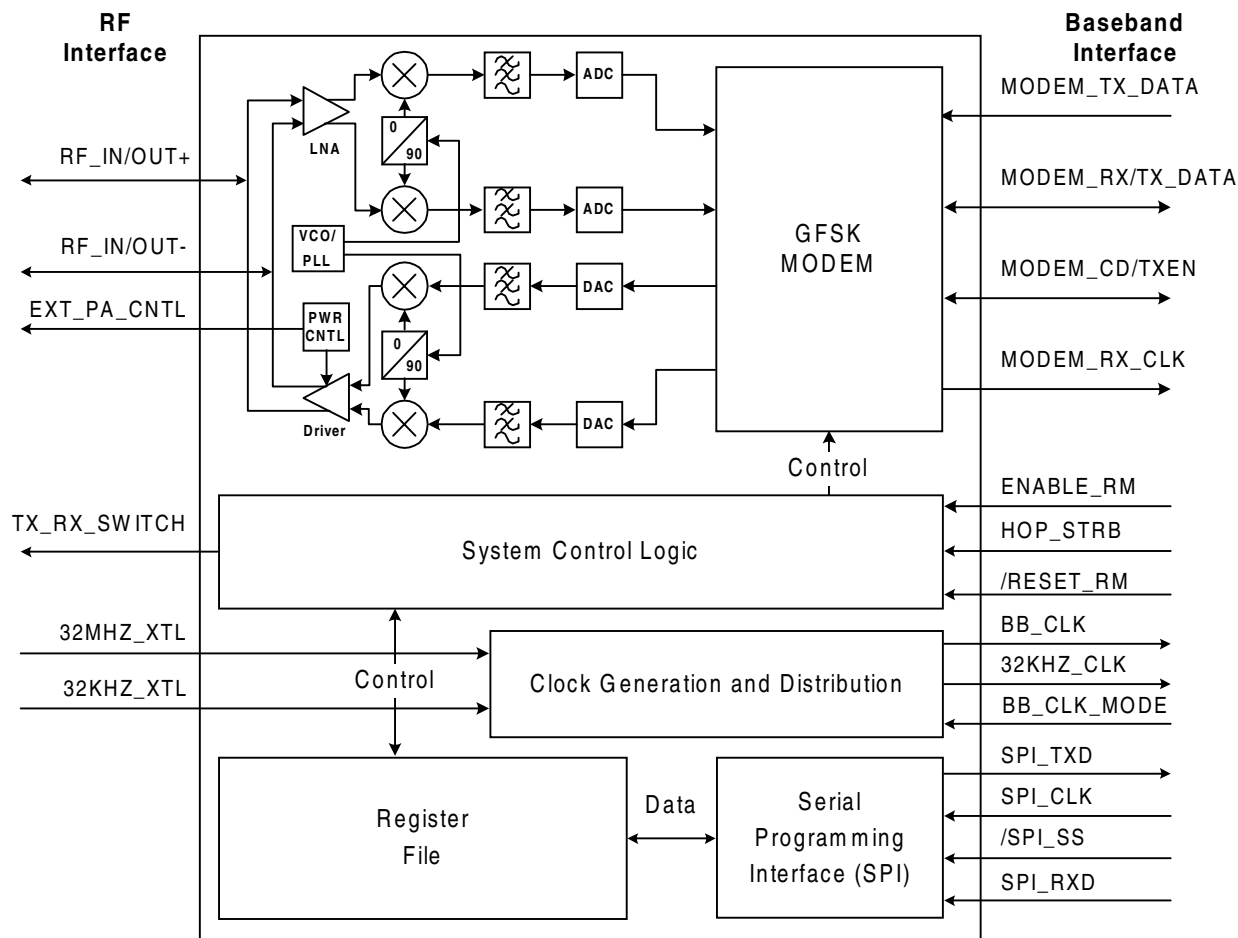 RF
Interface
Baseband
Interface
MODEM_TX_DATA
ADC
0
90
LNA
RF_IN/OUT+
MODEM_RX/TX_DATA
ADC
GFSK
MODEM
VCO/
PLL
RF_IN/OUT-
MODEM_CD/TXEN
DAC
EXT_PA_CNTL
PWR
CNTL
0
90
MODEM_RX_CLK
DAC
Driver
Control
ENABLE_RM
TX_RX_SWITCH
HOP_STRB
System Control Logic
/RESET_RM
32MHZ_XTL
BB_CLK
Control
32KHZ_CLK
Clock Generation and Distribution
32KHZ_XTL
BB_CLK_MODE
SPI_TXD
Register
File
Data
Serial
Programming
Interface (SPI)
SPI_CLK
/SPI_SS
SPI_RXD